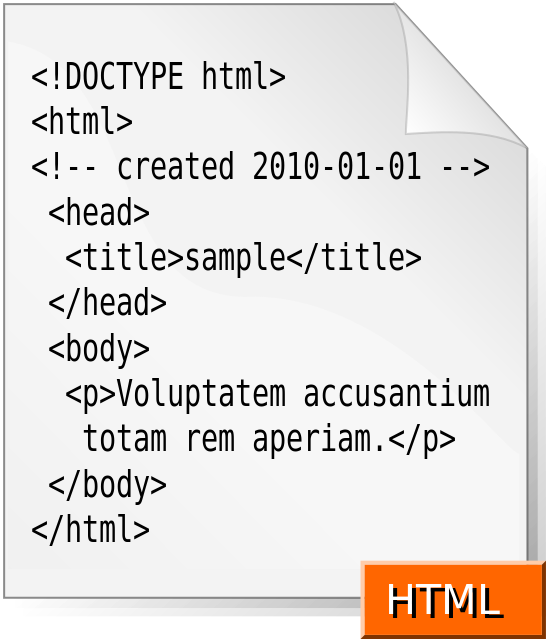 <!DOCTYPE html>
<html>
<!-- created 2010-01-01 -->
 <head>
  <title>sample</title>
 </head>
 <body>
  <p>Voluptatem accusantium
   totam rem aperiam.</p>
 </body>
</html>
HTML